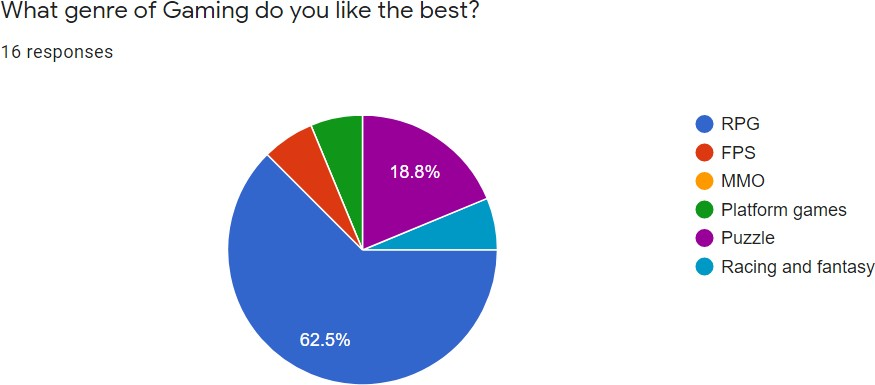 What genre of Gaming do you like the best?
16 responses
18.8%
62.5%
RPG
FPS
MMO
Platform games
Puzzle
Racing and fantasy